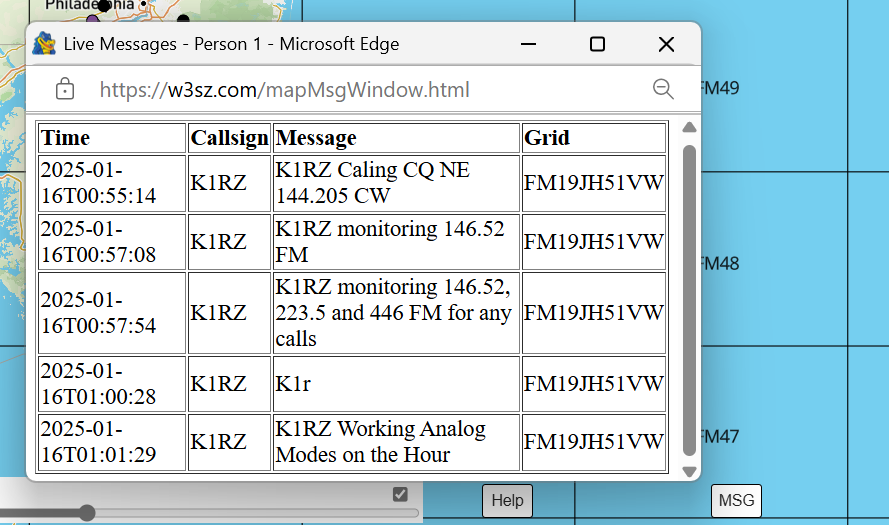 Philadelphia
Live Messages - Person 1 - Microsoft Edge
https://w3sz.com/mapMsgWindow.html
Time Callsign Message Grid
2025-01-
16T00:55:14
K1RZ
K1RZ Caling CQ NE
144.205 CW
FM19JH51VW
2025-01-
16T00:57:08
K1RZ
K1RZ monitoring 146.52
FM
FM19JH51VW
2025-01-
16T00:57:54
K1RZ
K1RZ monitoring 146.52,
223.5 and 446 FM for any
calls
FM19JH51VW
2025-01-
16T01:00:28
K1RZ
K1r
FM19JH51VW
2025-01-
16T01:01:29
K1RZ
K1RZ Working Analog
Modes on the Hour
FM19JH51VW
FM49
FM48
FM47
Help
MSG